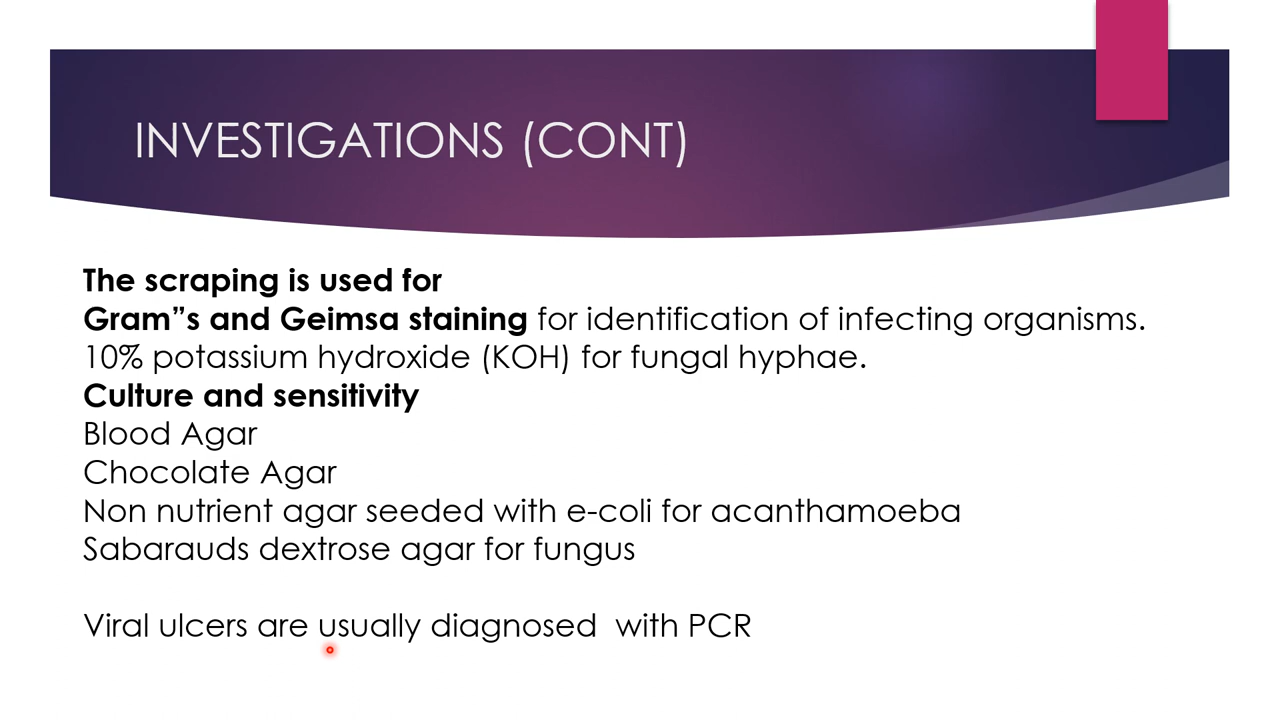 INVESTIGATIONS (CONT)
The scraping is used for
Gram”s and Geimsa staining for identification of infecting organisms.
10% potassium hydroxide (KOH) for fungal hyphae.
Culture and sensitivity
Blood Agar
Chocolate Agar
Non nutrient agar seeded with e-coli for acanthamoeba
Sabarauds dextrose agar for fungus
Viral ulcers are usually diagnosed  with PCR